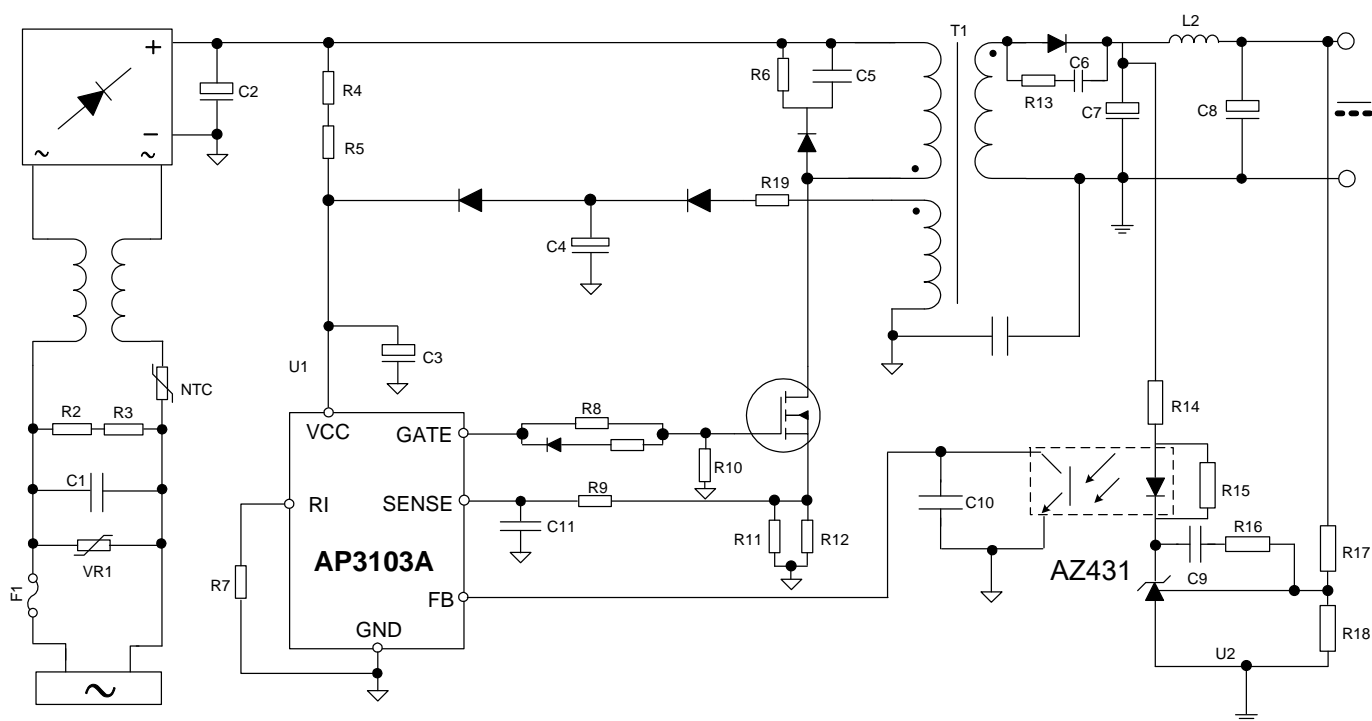 T1
L2
+
R6
C5
C6
R13
C2
R4
C7
C8
−
R5
~
~
R19
C4
U1
C3
NTC
R14
R2
R3
R8
VCC
GATE
R10
C1
R15
RI
SENSE
R9
C10
C11
R16
R11
R12
R17
VR1
AP3103A
AZ431
C9
R7
F1
FB
GND
R18
U2
~